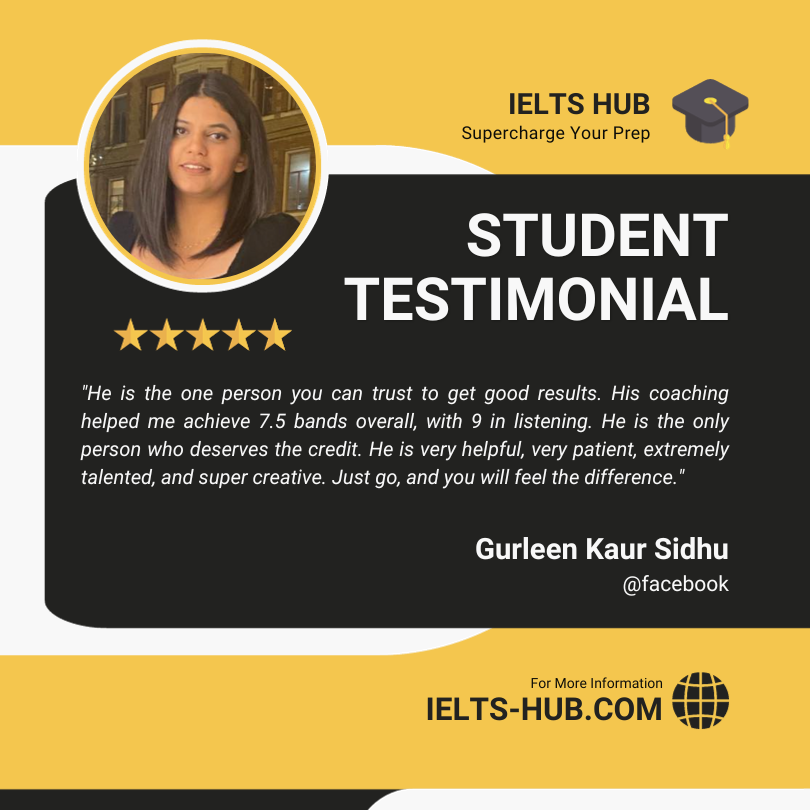 IELTS HUB
Supercharge Your Prep
STUDENT
TESTIMONIAL
"He is the one person you can trust to get good results. His coaching
helped me achieve 7.5 bands overall, with 9 in listening. He is the only
person who deserves the credit. He is very helpful, very patient, extremely
talented, and super creative. Just go, and you will feel the difference."
Gurleen Kaur Sidhu
@facebook
For More Information
IELTS-HUB.COM